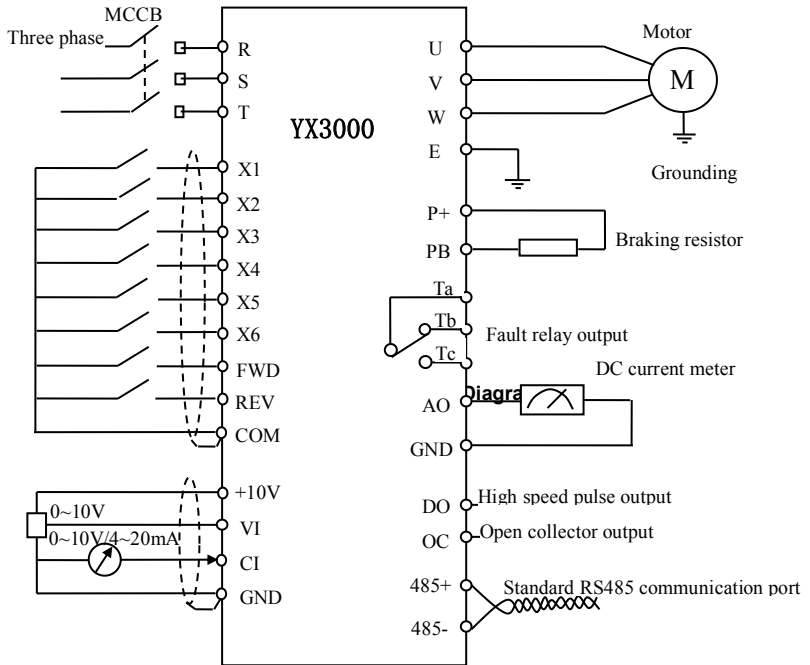 MCCB
Three phase
R
S
T
YX3000
X1
X2
X3
X4
X5
X6
FWD
REV
COM
+10V
0~10V
VI
0~10V/4~20mA
CI
GND
U
V
W
E
Motor
M
Grounding
P+
PB
Braking resistor
Ta
Tb
Tc
Fault relay output
DC current meter
Diagra
AO
GND
DO
High speed pulse output
OC
Open collector output
485+
Standard RS485 communication port
485-